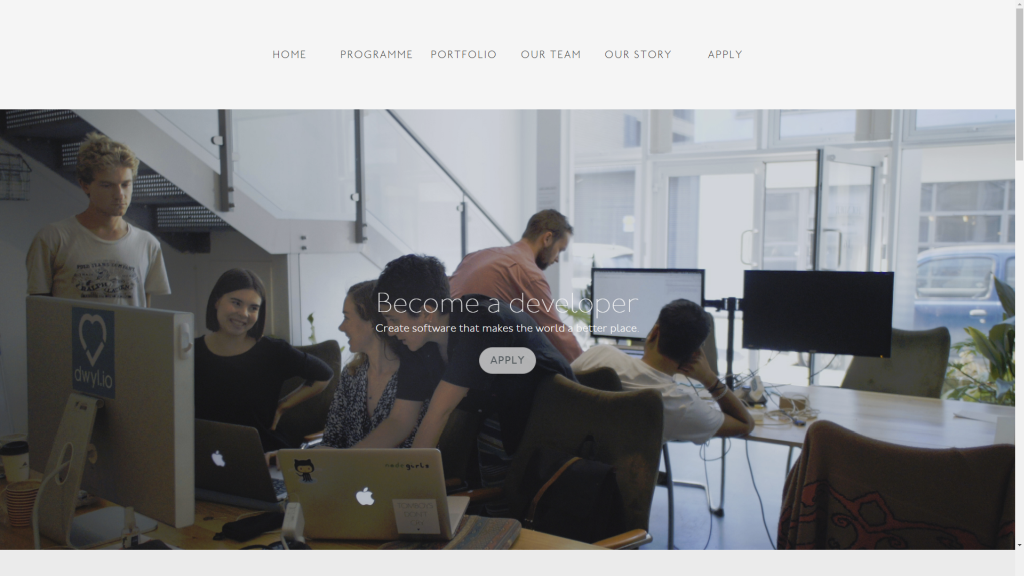 HOME PROGRAMME PORTFOLIO OUR TEAM OUR STORY APPLY
Become a developer
Create software that makes the world a better place.
APPLY
dwyl.io